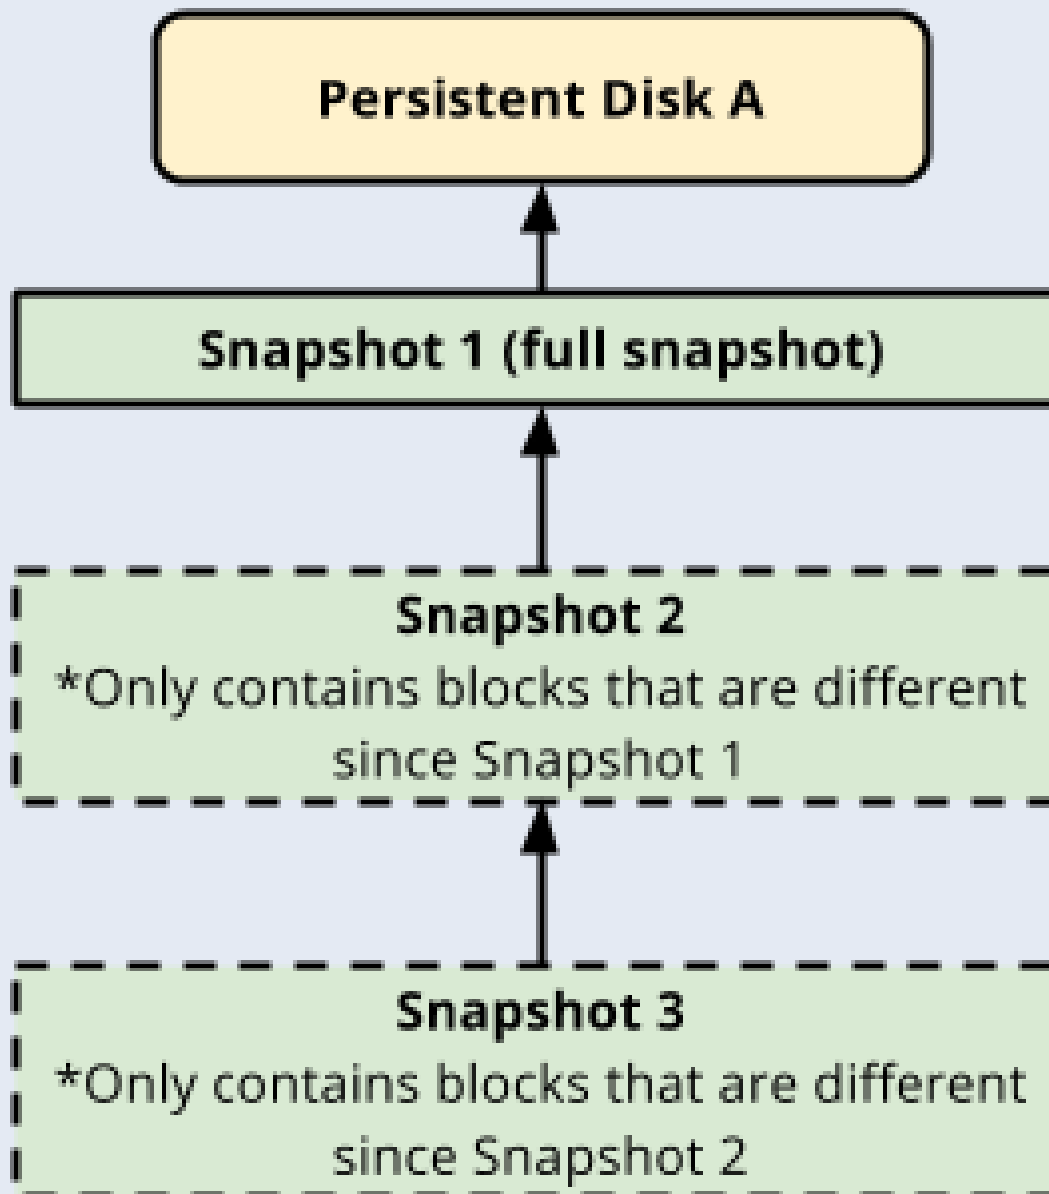 Persistent Disk A
Snapshot 1 (full snapshot)
Snapshot 2
*Only contains blocks that are different
since Snapshot 1
Snapshot 3
*Only contains blocks that are different
since Snapshot 2